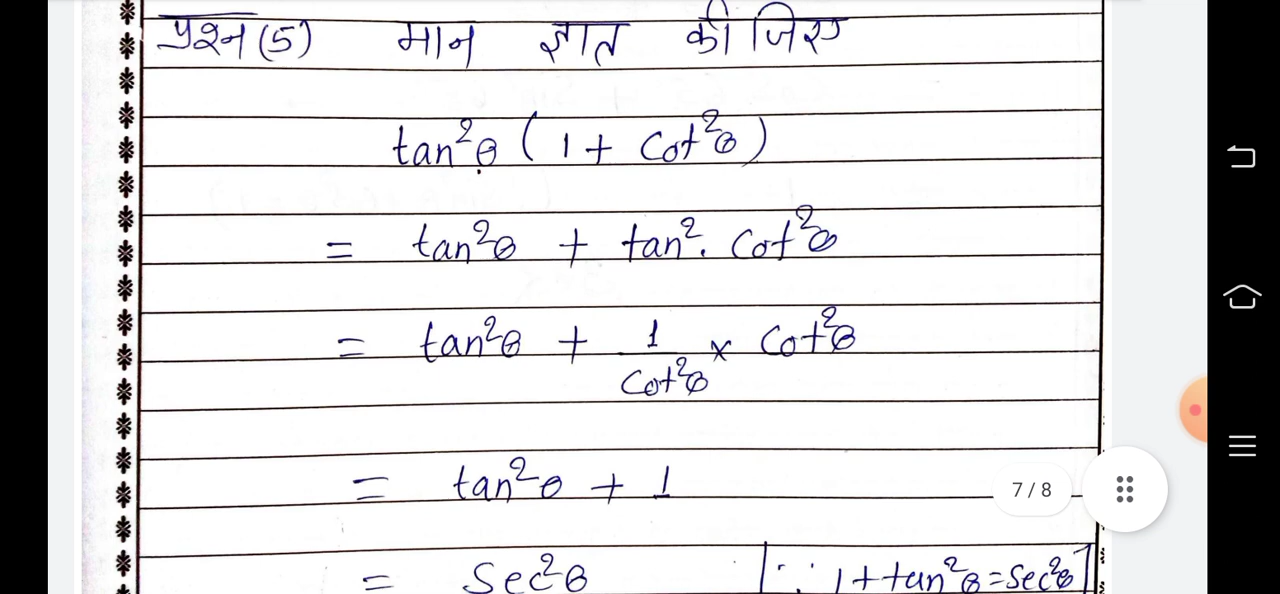 प्रश्न (5) मान ज्ञात कीजिए
tan²θ ( 1 + Cot²θ )
= tan²θ + tan². Cot²θ
= tan²θ + 1/Cot²θ × Cot²θ
= tan²θ + 1
7 / 8
= Sec²θ [∵ 1 + tan²θ = Sec²θ]